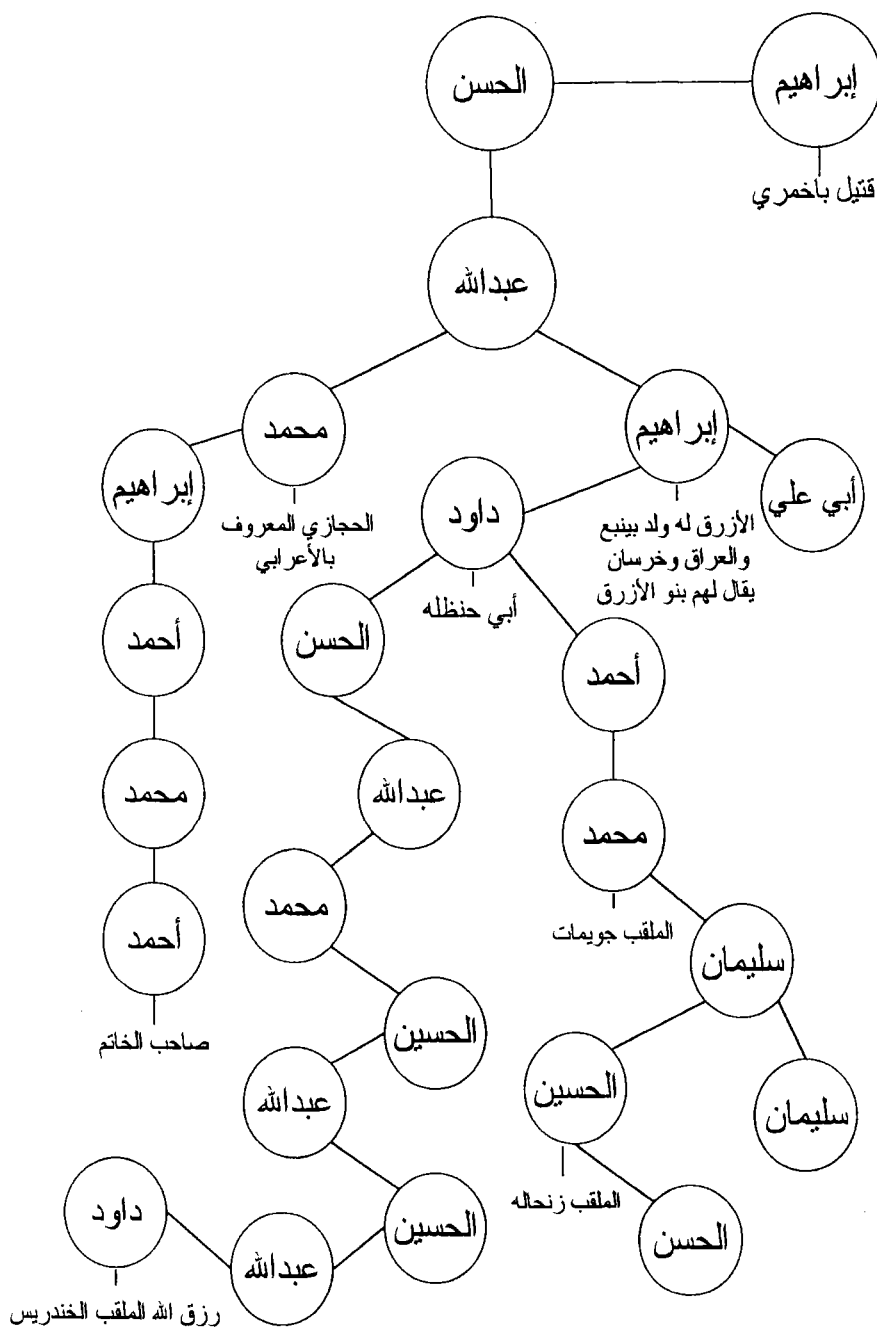 إبراهيم
الحسن
قتيل باخمري
عبدالله
محمد
إبراهيم
إبراهيم
أبي علي
داود
الحجازي المعروف
بالأعرابي
الأزرق له ولد بينبع
والعراق وخرسان
يقال لهم بنو الأزرق
أبي حنظله
أحمد
الحسن
أحمد
محمد
عبدالله
محمد
أحمد
محمد
الملقب جويمات
سليمان
صاحب الخاتم
الحسين
الحسين
سليمان
عبدالله
الملقب زنحاله
داود
الحسين
الحسن
عبدالله
رزق الله الملقب الخندريس